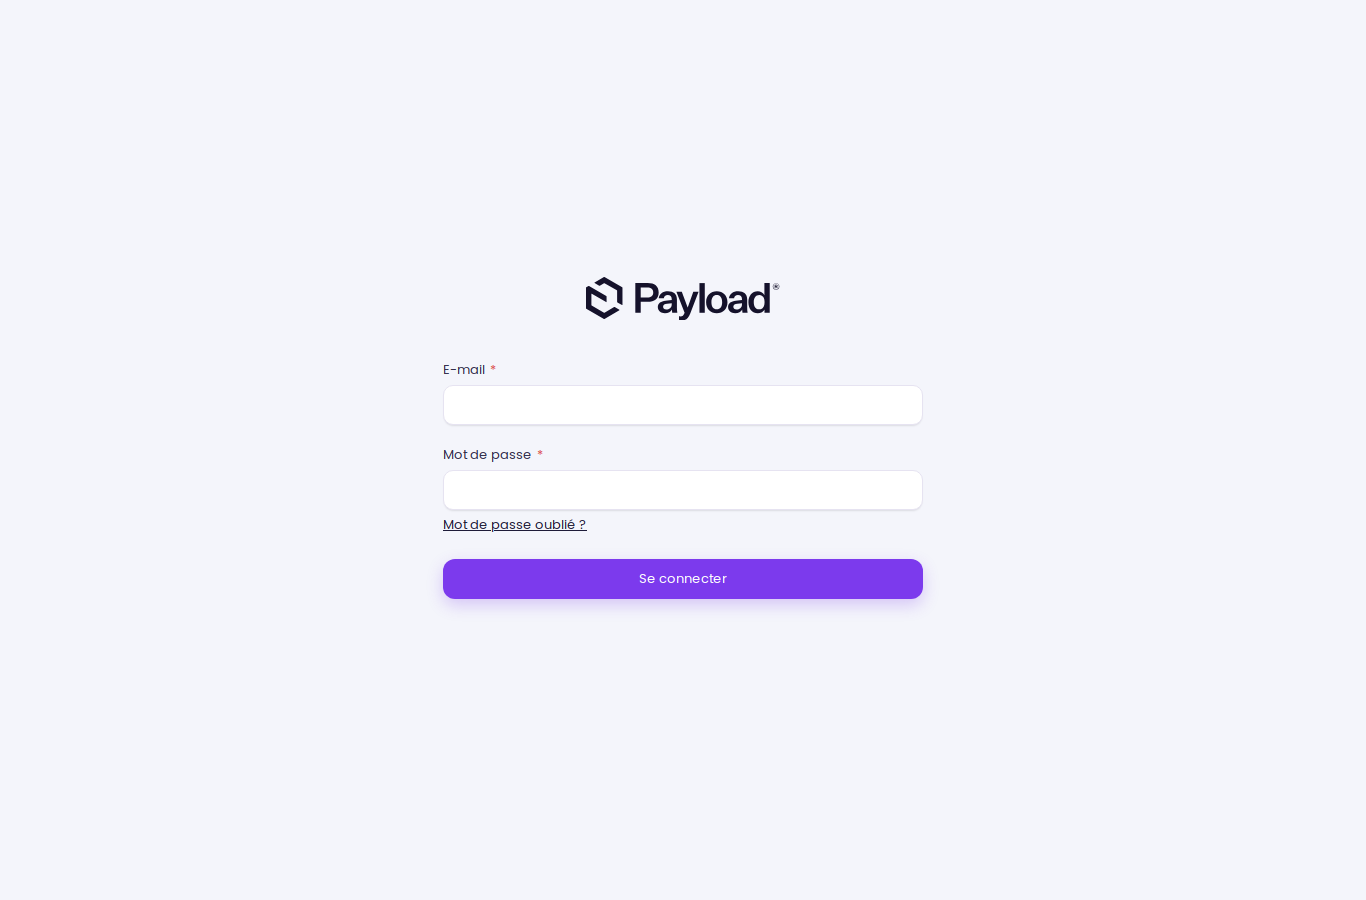 Payload®
E-mail *
Mot de passe *
Mot de passe oublié ?
Se connecter